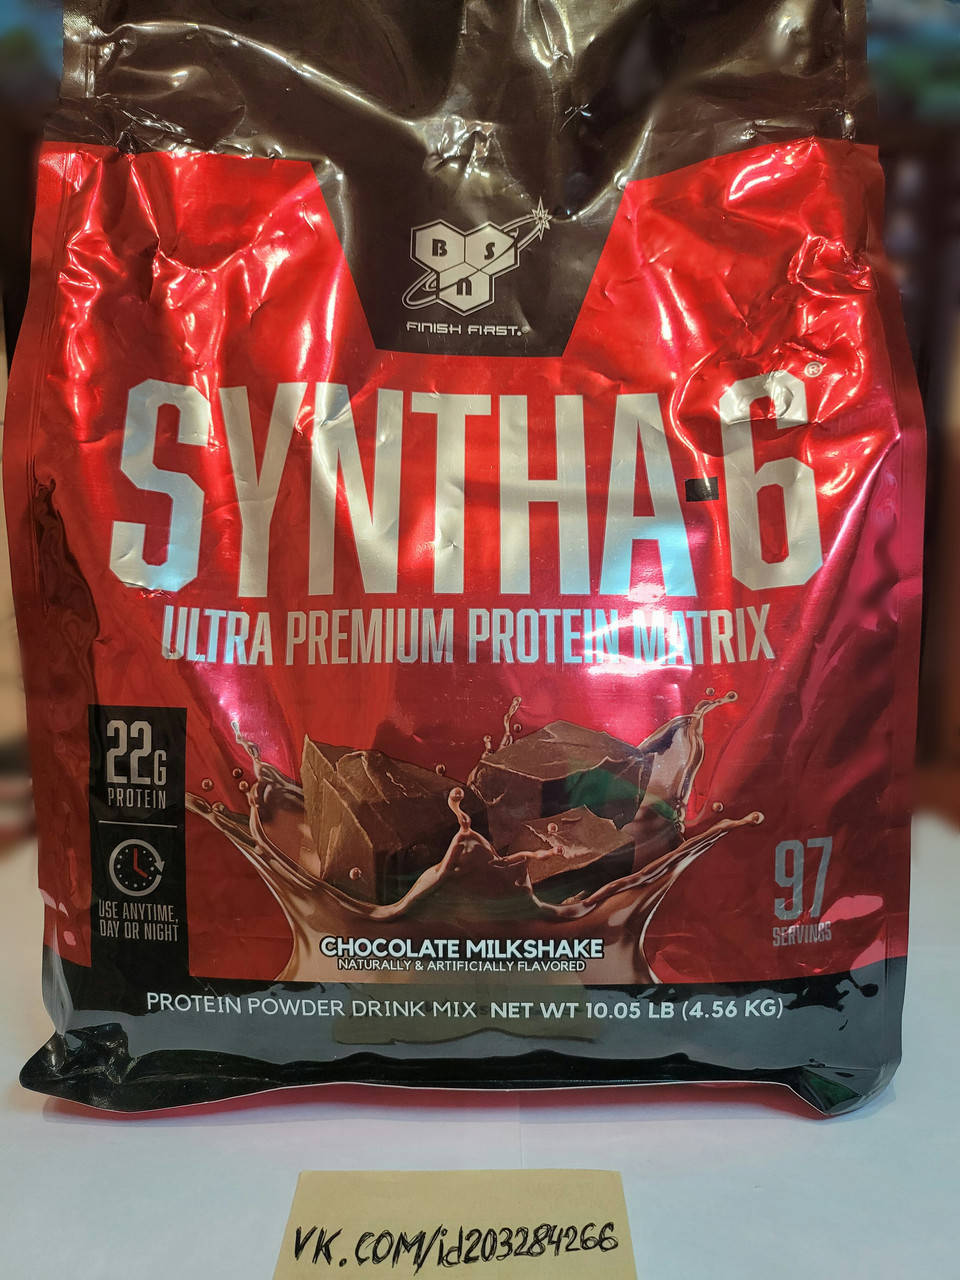 BSN
FINISH FIRST.®
SYNTHA-6®
ULTRA PREMIUM PROTEIN MATRIX
22G
PROTEIN
USE ANYTIME,
DAY OR NIGHT
97
SERVINGS
CHOCOLATE MILKSHAKE
NATURALLY & ARTIFICIALLY FLAVORED
PROTEIN POWDER DRINK MIX NET WT 10.05 LB (4.56 KG)
VK.COM/id203284266